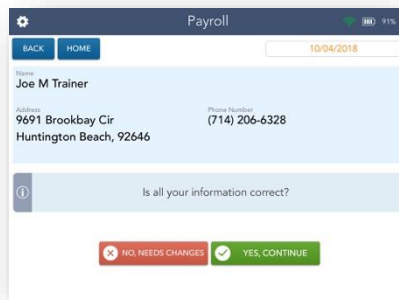 Payroll
91%
BACK
HOME
10/04/2018
Name
Joe M Trainer
Address
Phone Number
9691 Brookbay Cir
(714) 206-6328
Huntington Beach, 92646
Is all your information correct?
NO, NEEDS CHANGES
YES, CONTINUE